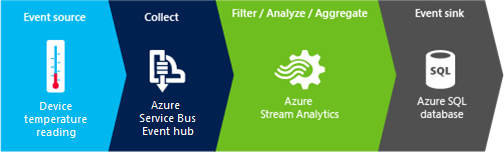 Event source
Device
temperature
reading
Collect
Azure
Service Bus
Event hub
Filter / Analyze / Aggregate
Azure
Stream Analytics
Event sink
SQL
Azure SQL
database